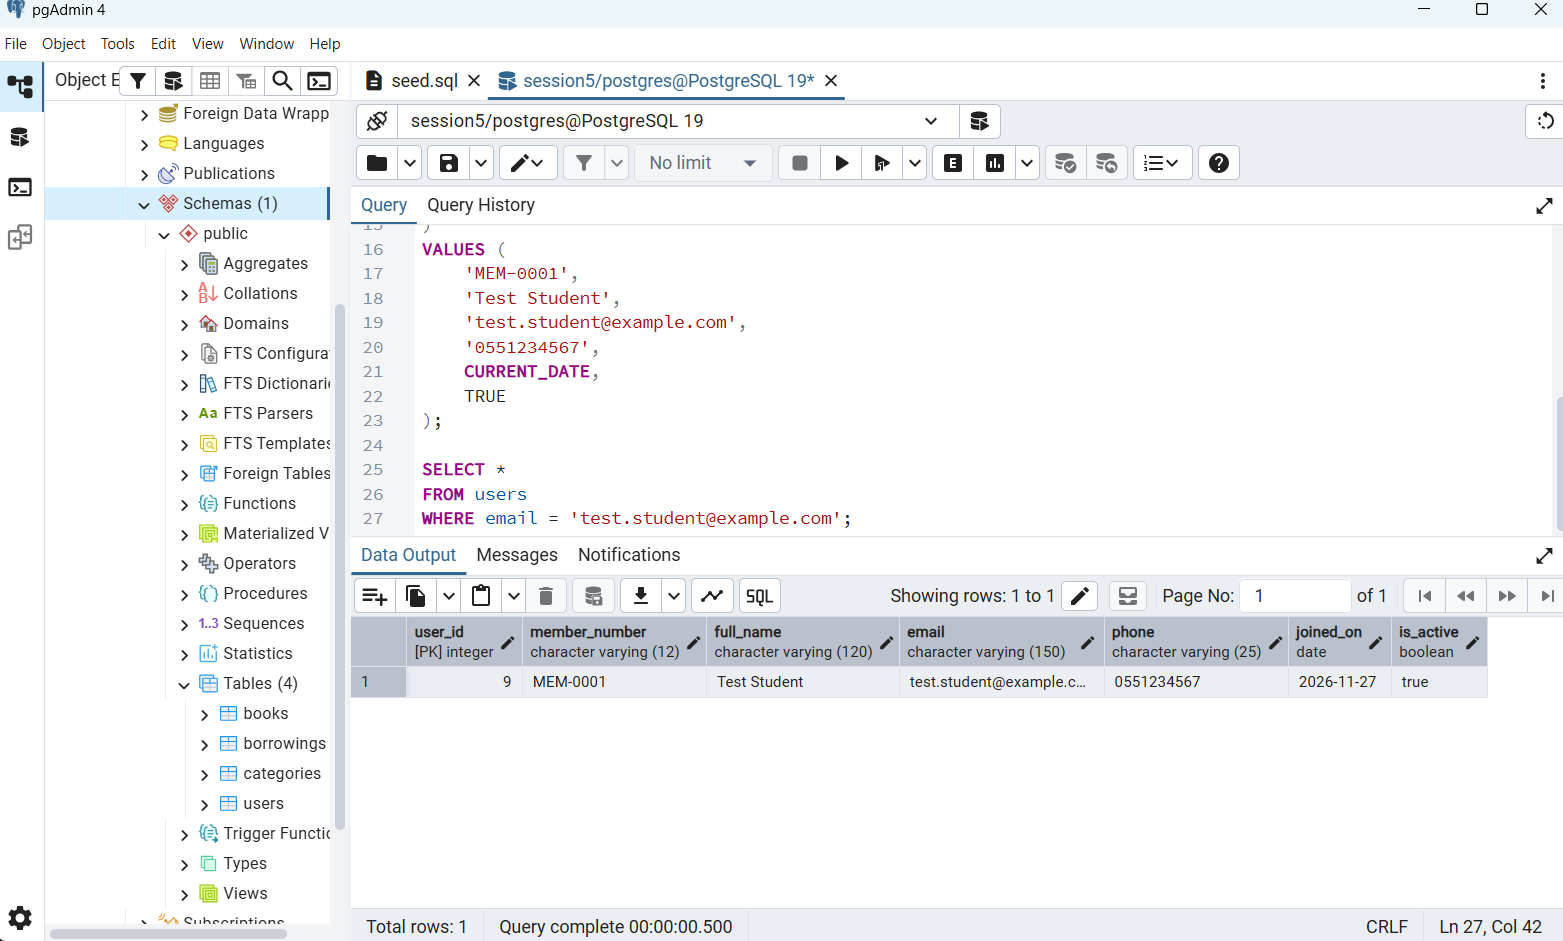 pgAdmin 4
File Object Tools Edit View Window Help
Object E
seed.sql
session5/postgres@PostgreSQL 19*
session5/postgres@PostgreSQL 19
No limit
E
Query Query History
Foreign Data Wrapp
Languages
Publications
Schemas (1)
public
Aggregates
Collations
Domains
FTS Configura
FTS Dictionari
Aa FTS Parsers
FTS Templates
Foreign Tables
Functions
Materialized V
Operators
Procedures
1..3 Sequences
Statistics
Tables (4)
books
borrowings
categories
users
Trigger Functio
Types
Views
Subscriptions
15 )
16 VALUES (
17 'MEM-0001',
18 'Test Student',
19 'test.student@example.com',
20 '0551234567',
21 CURRENT_DATE,
22 TRUE
23 );
24
25 SELECT *
26 FROM users
27 WHERE email = 'test.student@example.com';
Data Output Messages Notifications
SQL Showing rows: 1 to 1 Page No: 1 of 1
user_id member_number full_name email phone joined_on is_active
[PK] integer character varying (12) character varying (120) character varying (150) character varying (25) date boolean
1 9 MEM-0001 Test Student test.student@example.c... 0551234567 2026-11-27 true
Total rows: 1 Query complete 00:00:00.500 CRLF Ln 27, Col 42